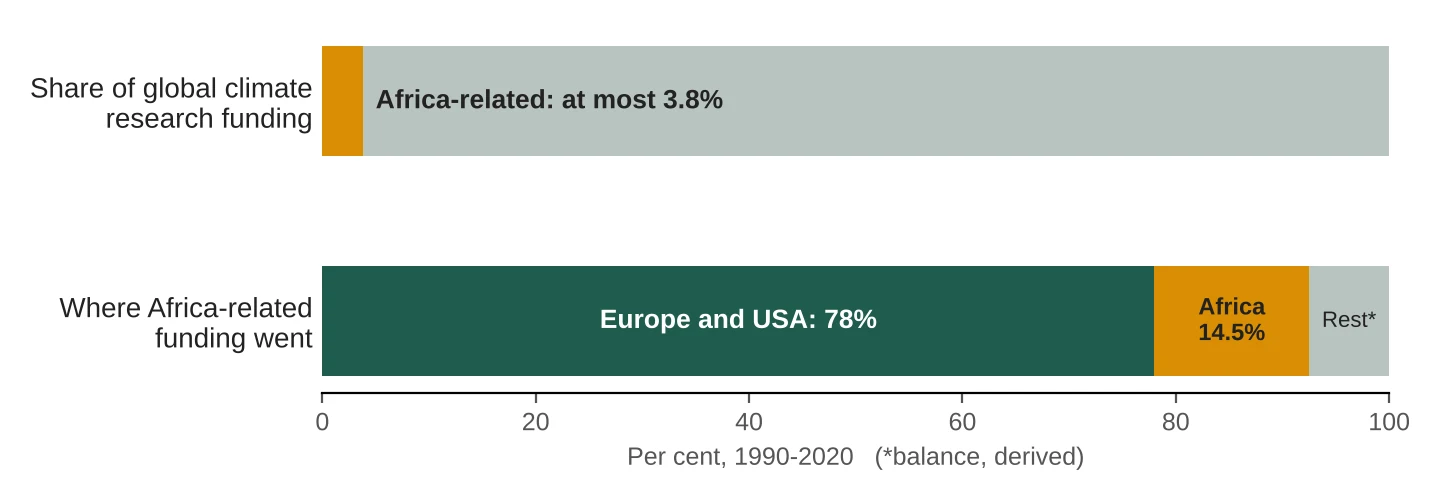 Share of global climate
research funding
Africa-related: at most 3.8%
Where Africa-related
funding went
Europe and USA: 78%
Africa
14.5%
Rest*
0 20 40 60 80 100
Per cent, 1990-2020 (*balance, derived)